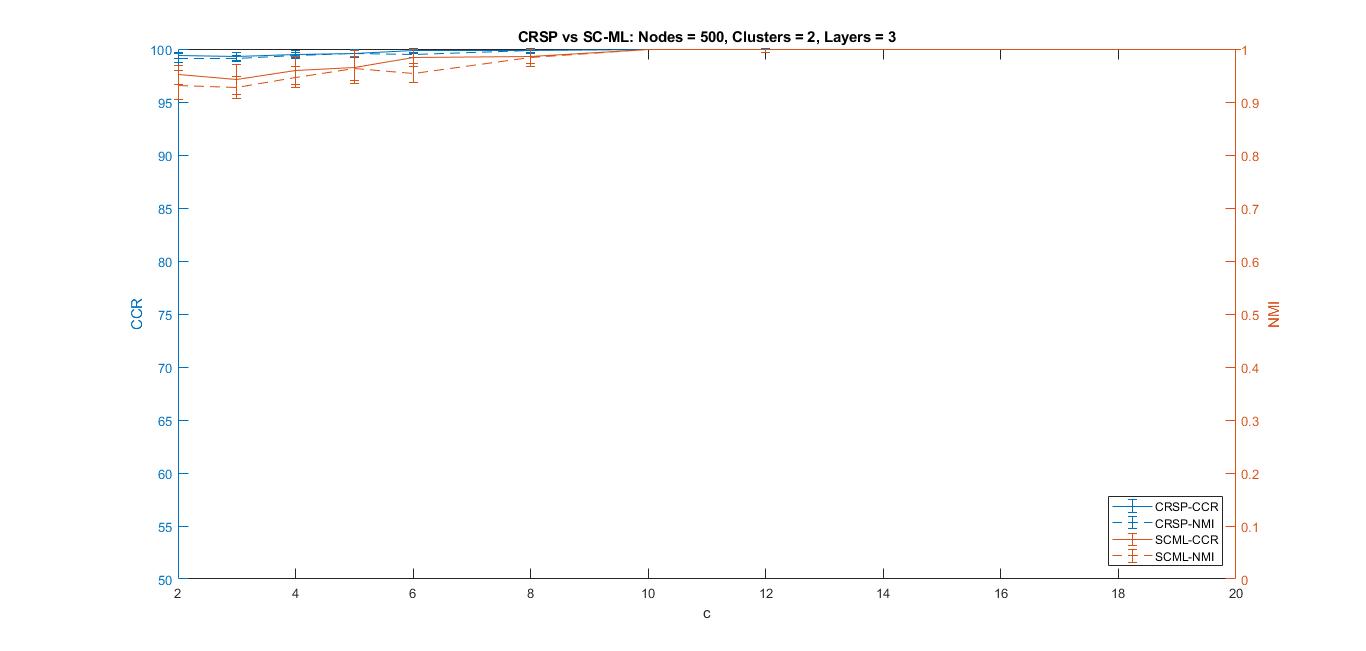 CRSP vs SC-ML: Nodes = 500, Clusters = 2, Layers = 3
100
95
90
85
80
75
70
65
60
55
50
CCR
1
0.9
0.8
0.7
0.6
0.5
0.4
0.3
0.2
0.1
0
NMI
CRSP-CCR
CRSP-NMI
SCML-CCR
SCML-NMI
2 4 6 8 10 12 14 16 18 20
c